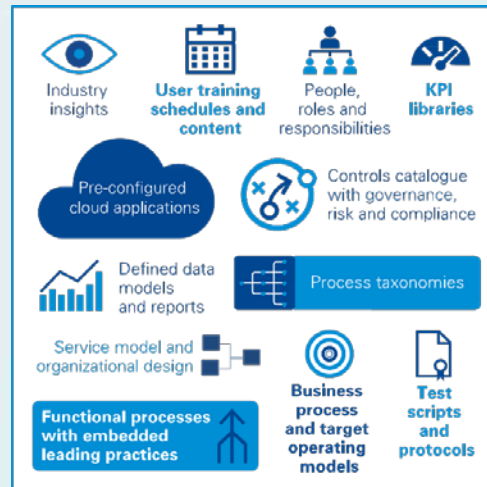 Industry
insights
User training
schedules and
content
People,
roles and
responsibilities
KPI
libraries
Pre-configured
cloud applications
Controls catalogue
with governance,
risk and compliance
Defined data
models
and reports
Process taxonomies
Service model and
organizational design
Functional processes
with embedded
leading practices
Business
process
and target
operating
models
Test
scripts
and
protocols